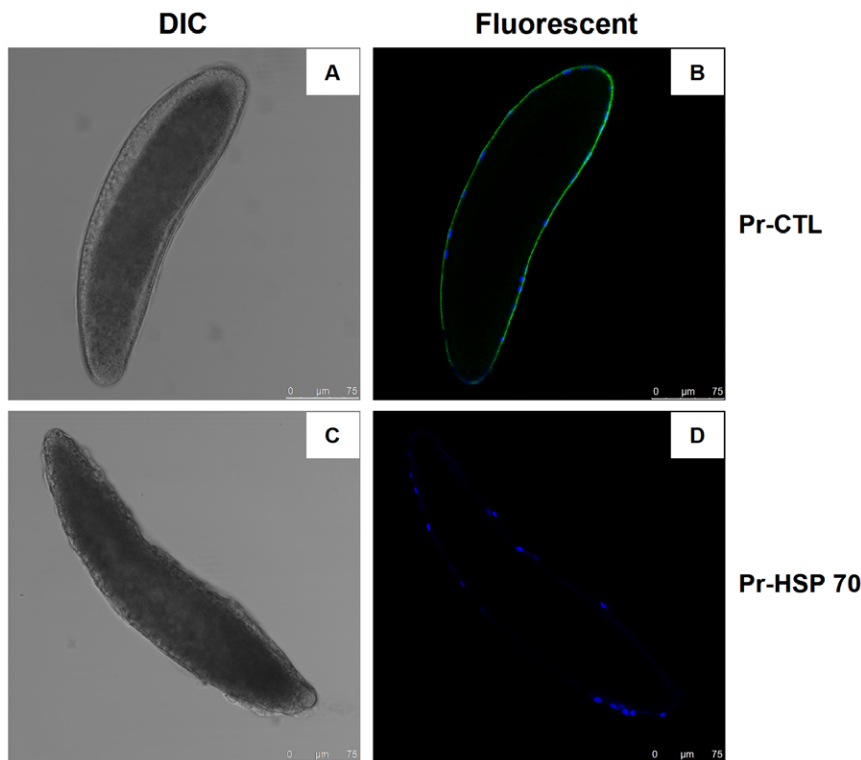 DIC Fluorescent
A B
Pr-CTL
0 µm 75 0 µm 75
C D
Pr-HSP 70
0 µm 75 0 µm 75